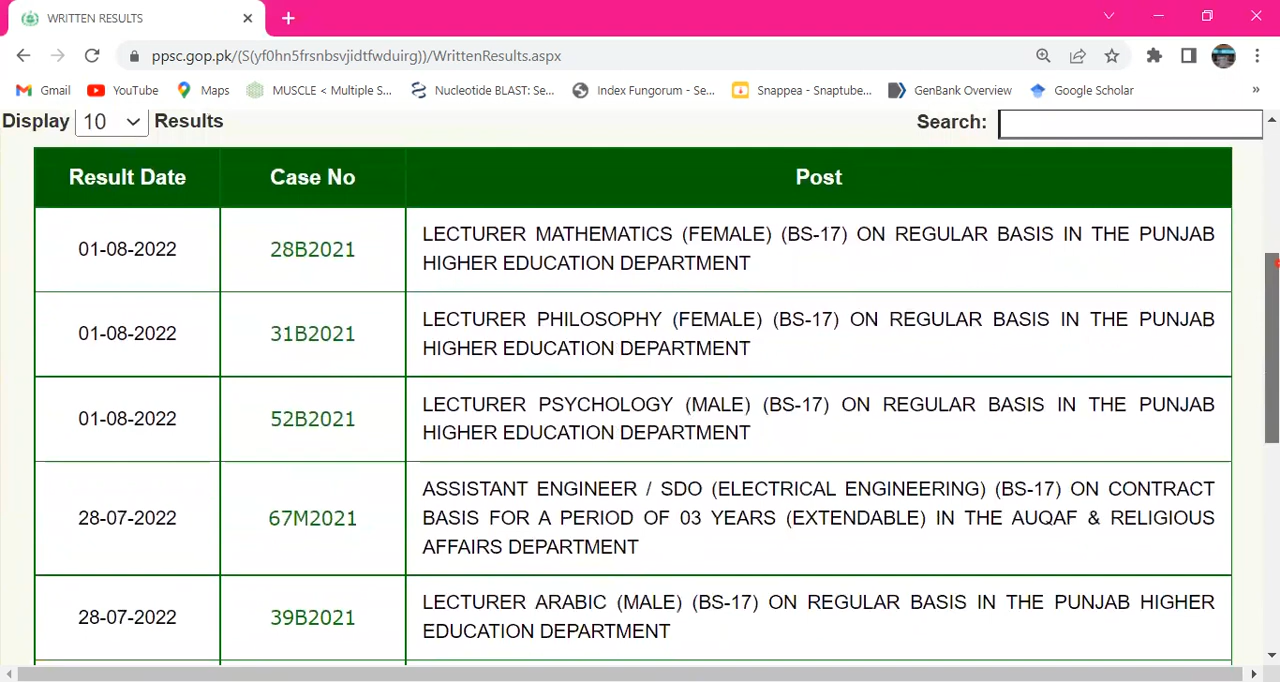 WRITTEN RESULTS
ppsc.gop.pk/(S(yf0hn5frsnbsvjidtfwduirg))/WrittenResults.aspx
Gmail YouTube Maps MUSCLE < Multiple S... Nucleotide BLAST: Se... Index Fungorum - Se... Snappea - Snaptube... GenBank Overview Google Scholar »
Display 10 Results Search:
Result Date Case No Post
01-08-2022 28B2021 LECTURER MATHEMATICS (FEMALE) (BS-17) ON REGULAR BASIS IN THE PUNJAB
HIGHER EDUCATION DEPARTMENT
01-08-2022 31B2021 LECTURER PHILOSOPHY (FEMALE) (BS-17) ON REGULAR BASIS IN THE PUNJAB
HIGHER EDUCATION DEPARTMENT
01-08-2022 52B2021 LECTURER PSYCHOLOGY (MALE) (BS-17) ON REGULAR BASIS IN THE PUNJAB
HIGHER EDUCATION DEPARTMENT
28-07-2022 67M2021 ASSISTANT ENGINEER / SDO (ELECTRICAL ENGINEERING) (BS-17) ON CONTRACT
BASIS FOR A PERIOD OF 03 YEARS (EXTENDABLE) IN THE AUQAF & RELIGIOUS
AFFAIRS DEPARTMENT
28-07-2022 39B2021 LECTURER ARABIC (MALE) (BS-17) ON REGULAR BASIS IN THE PUNJAB HIGHER
EDUCATION DEPARTMENT